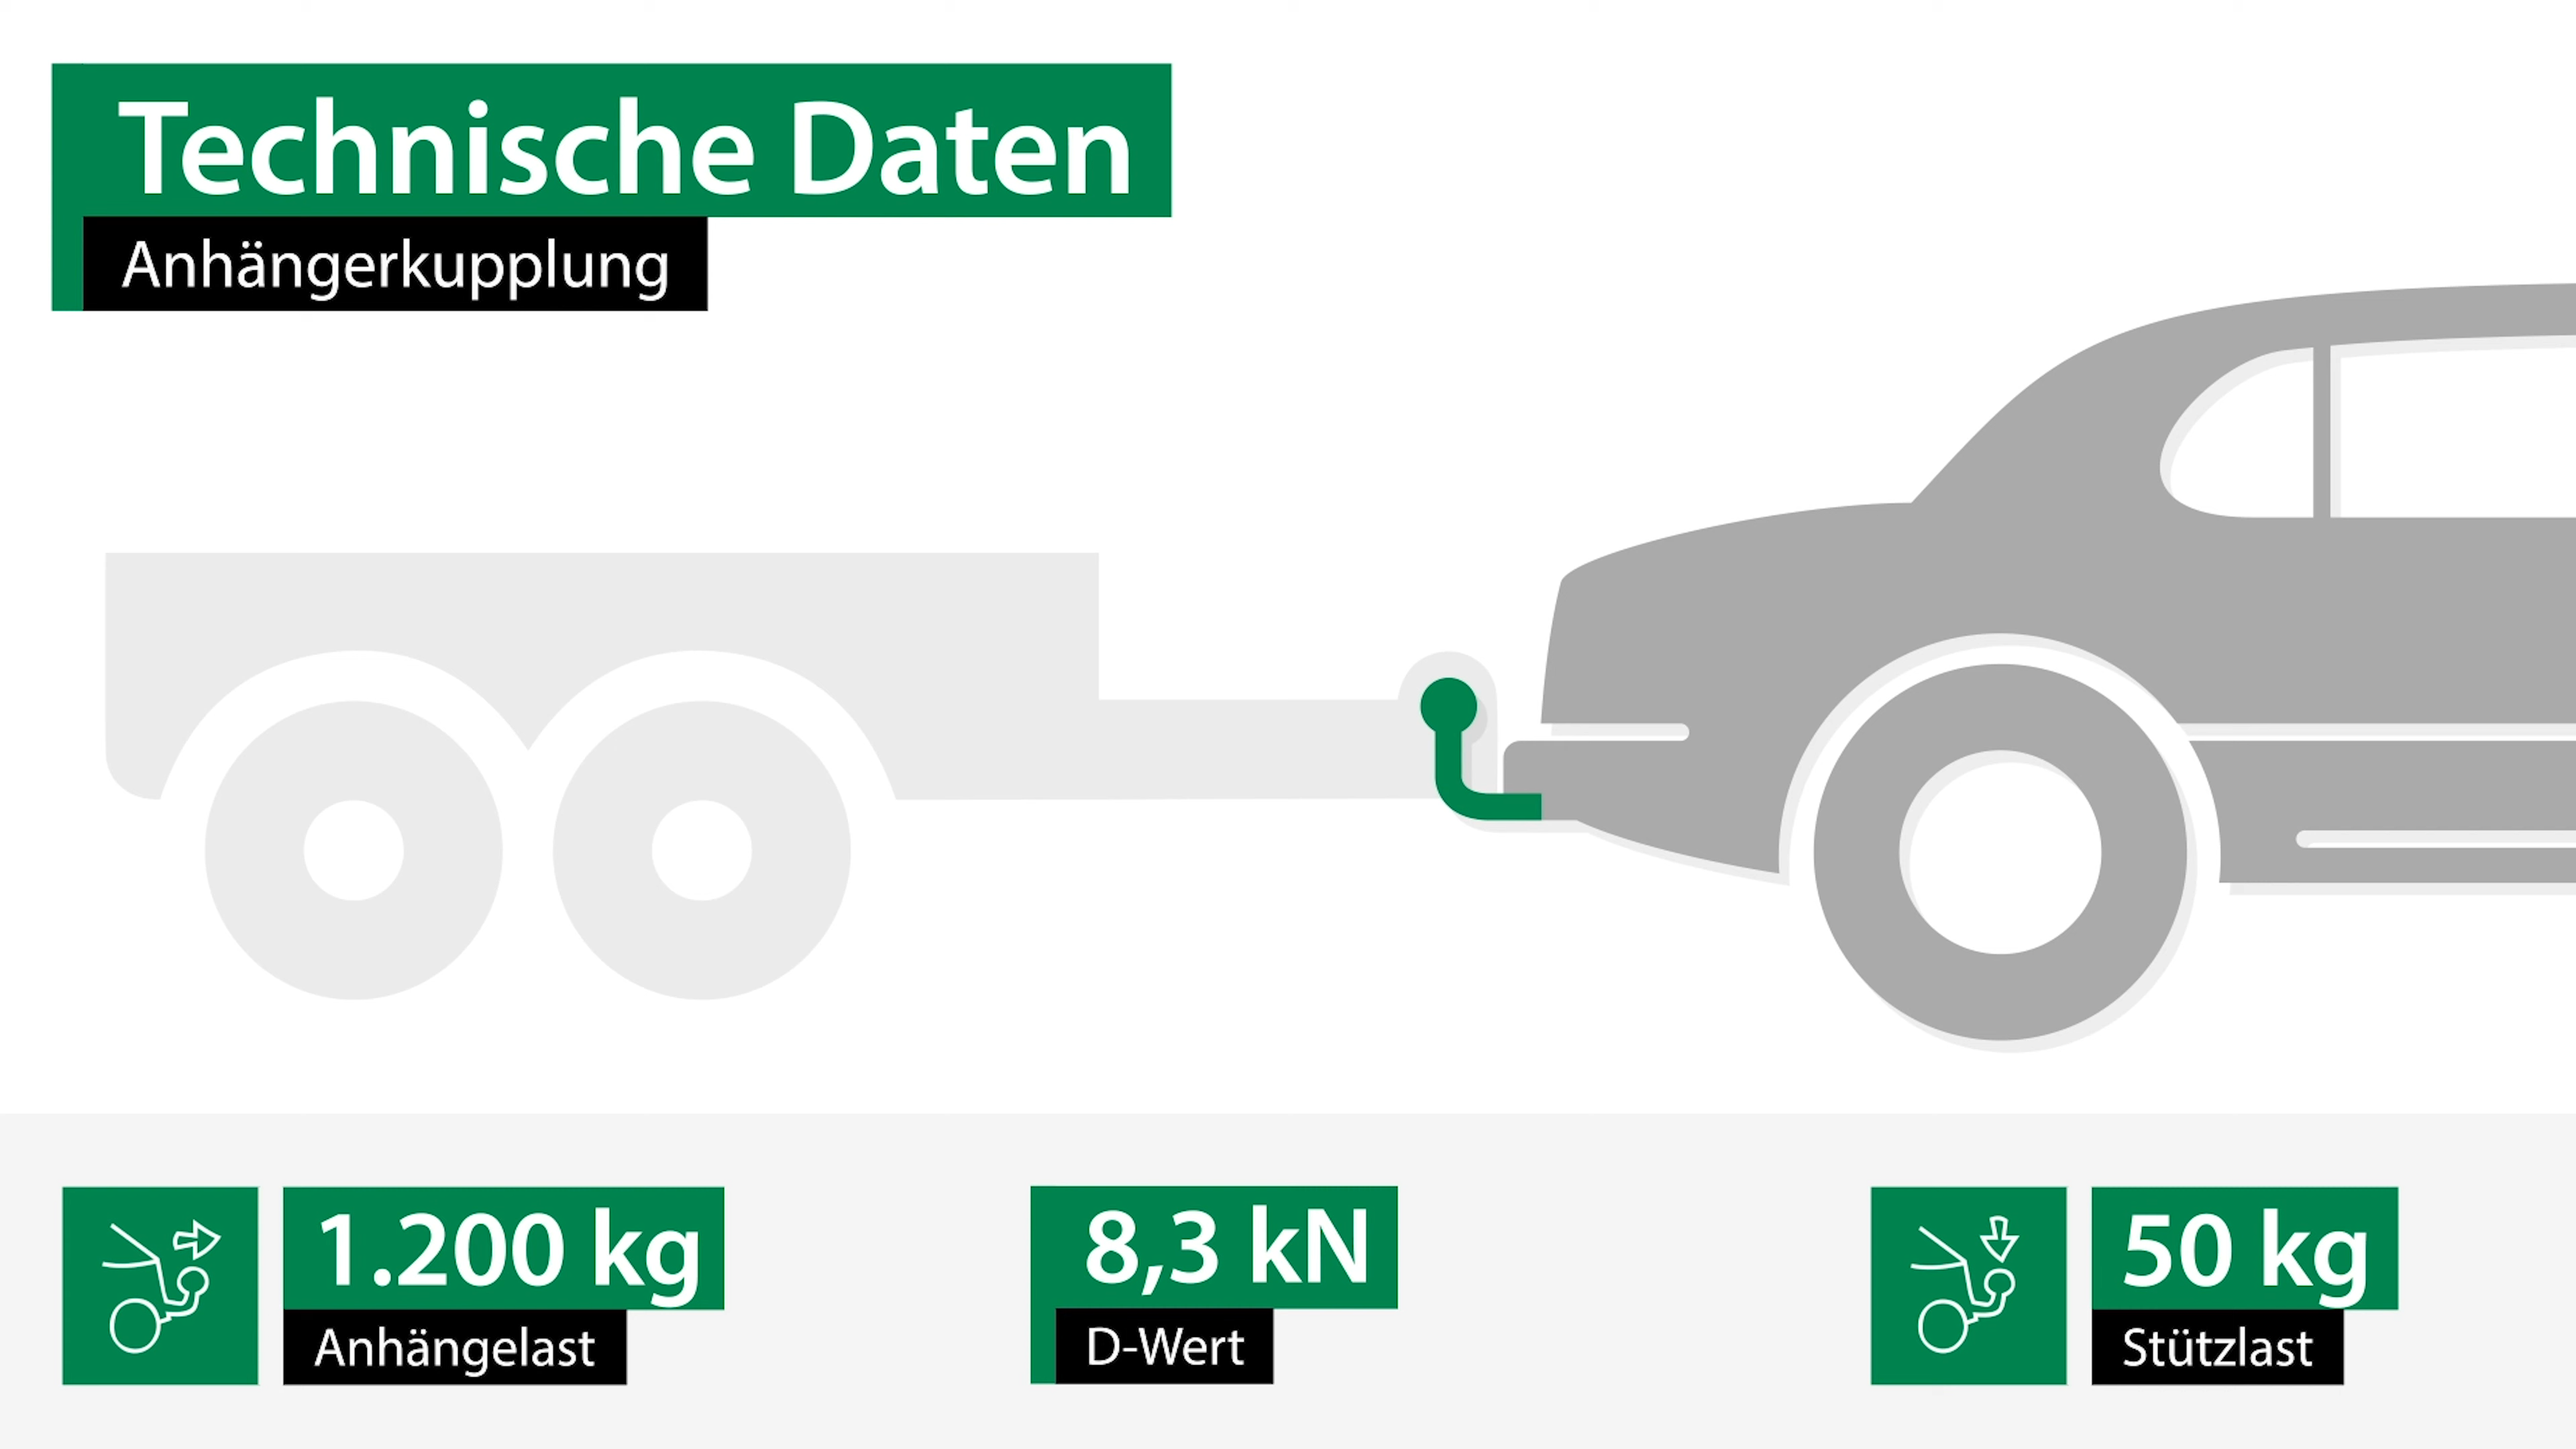 Technische Daten
Anhängerkupplung
1.200 kg
Anhängelast
8,3 kN
D-Wert
50 kg
Stützlast